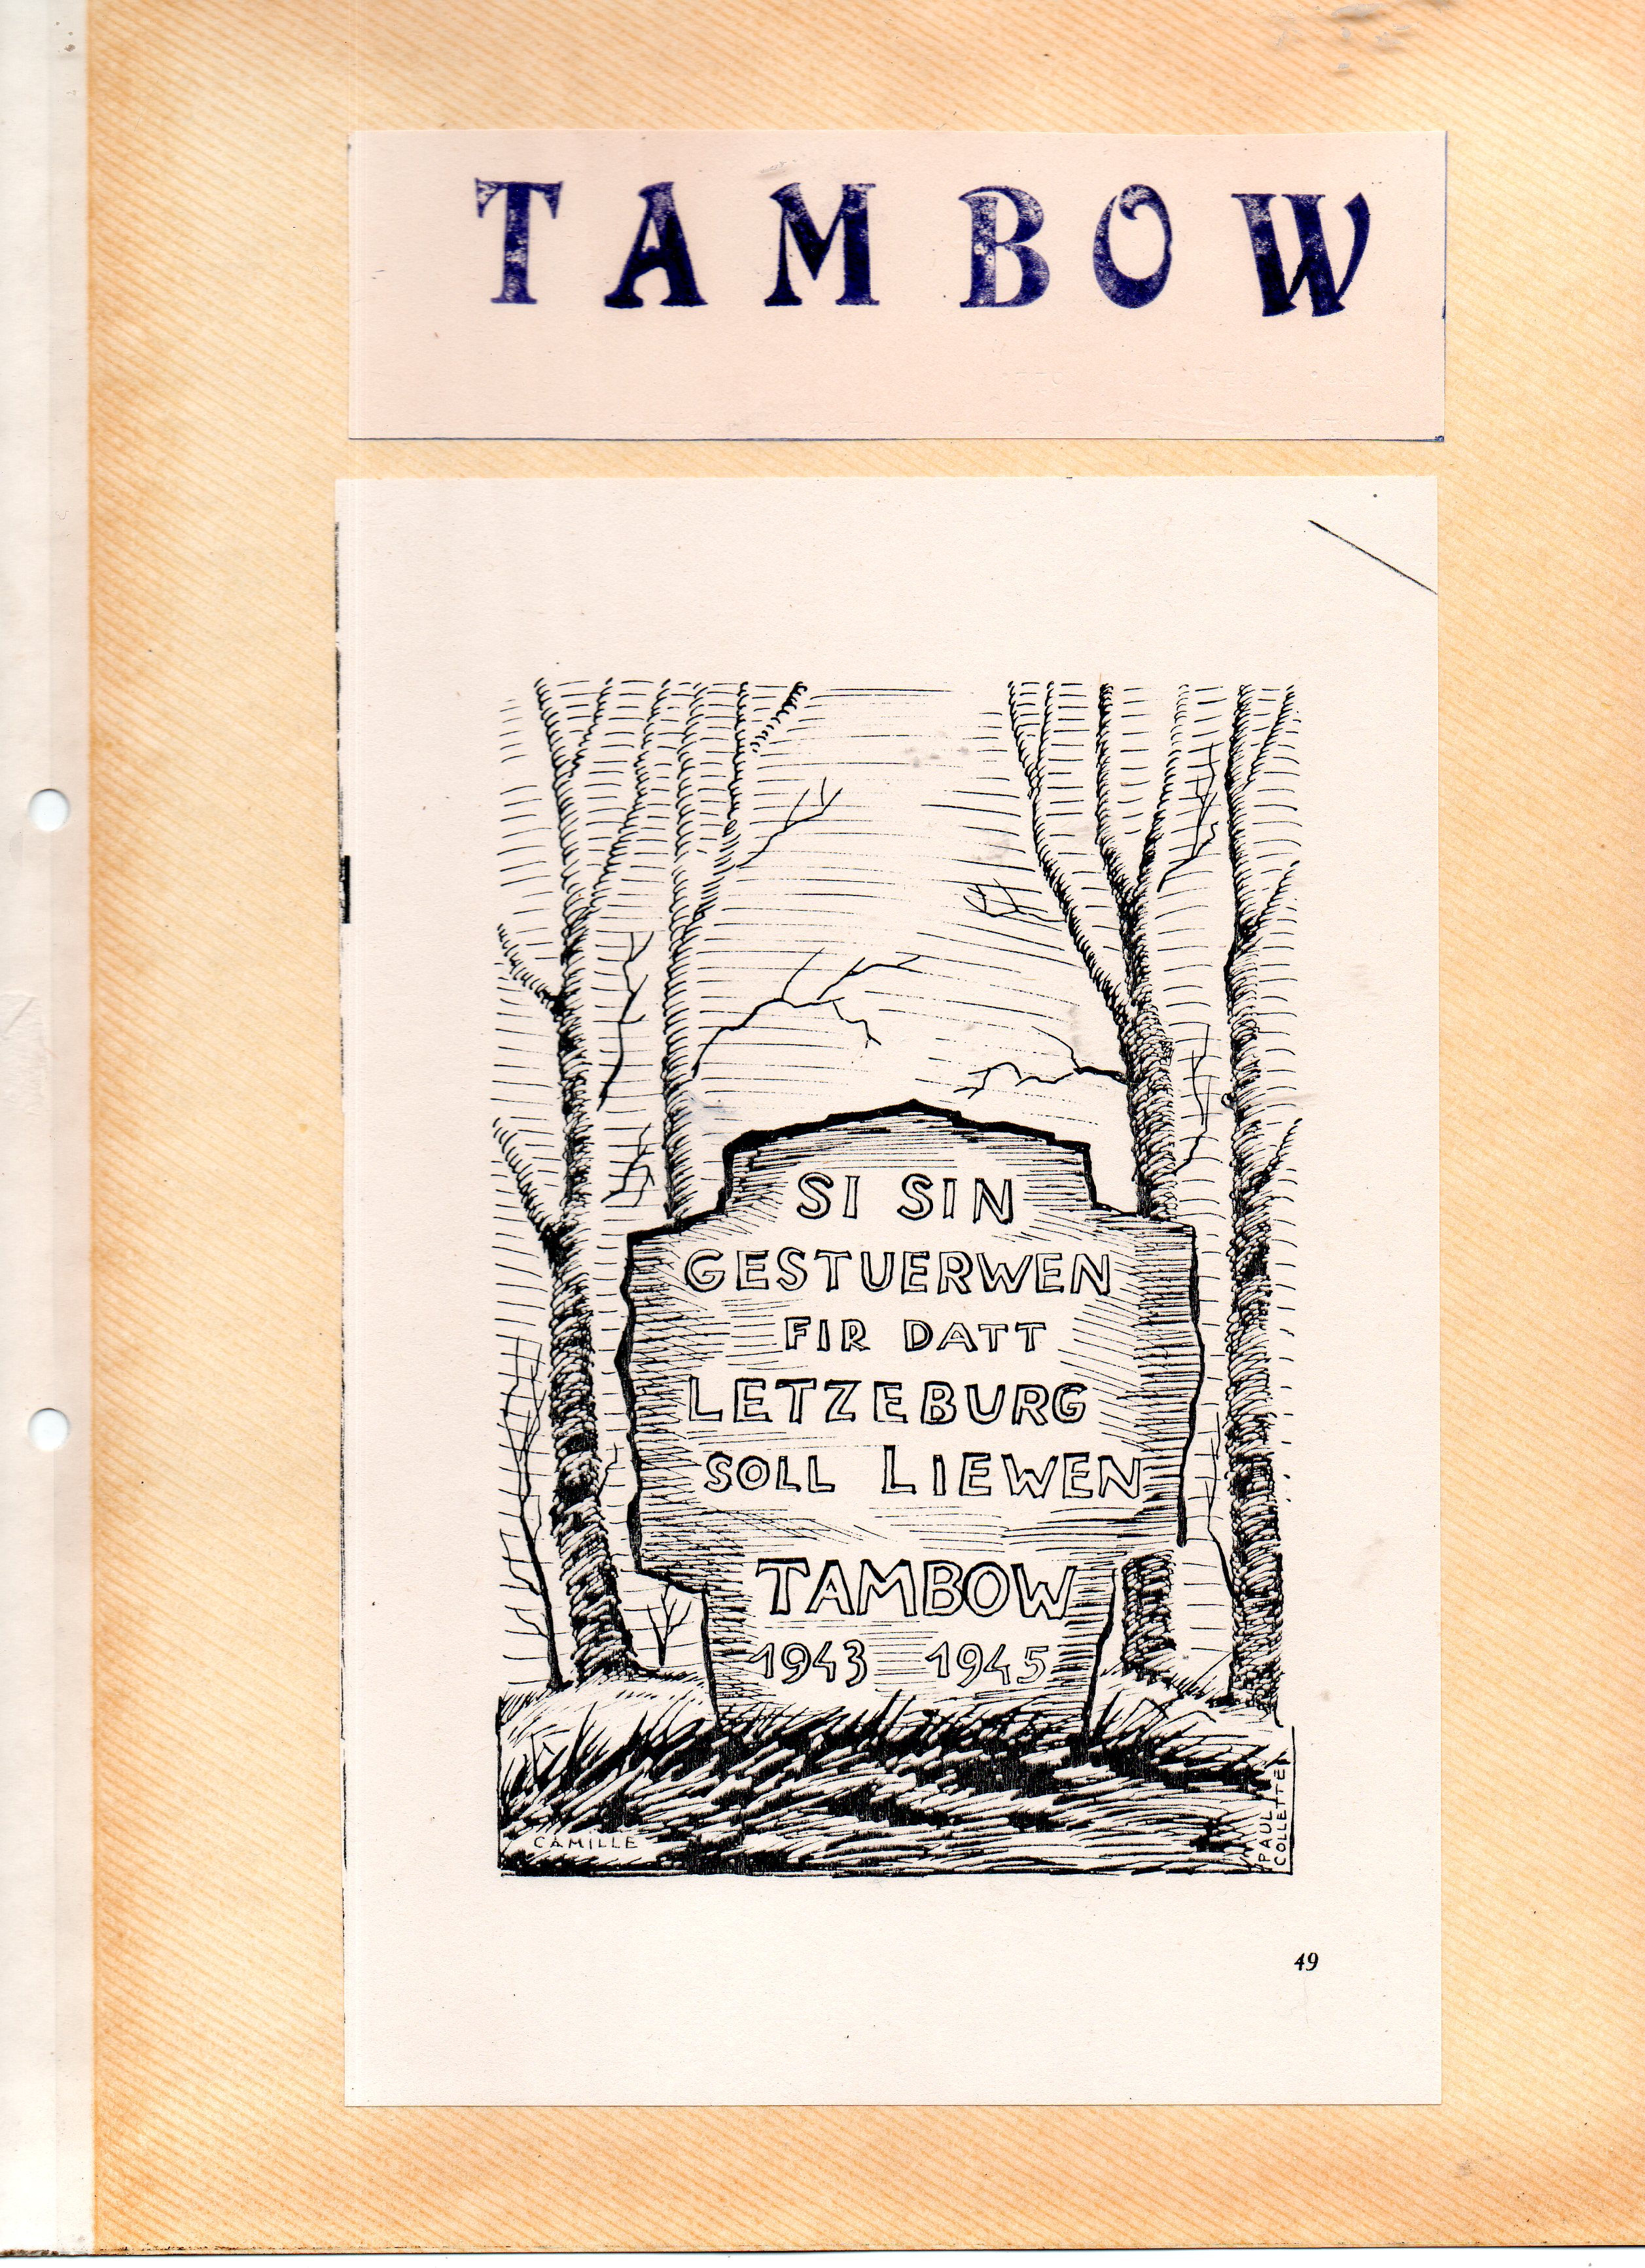 TAMBOW
SI SIN
GESTUERWEN
FIR DATT
LETZEBURG
SOLL LIEWEN
TAMBOW
1943 1945
CAMILLE
PAUL
COLLETTE
49